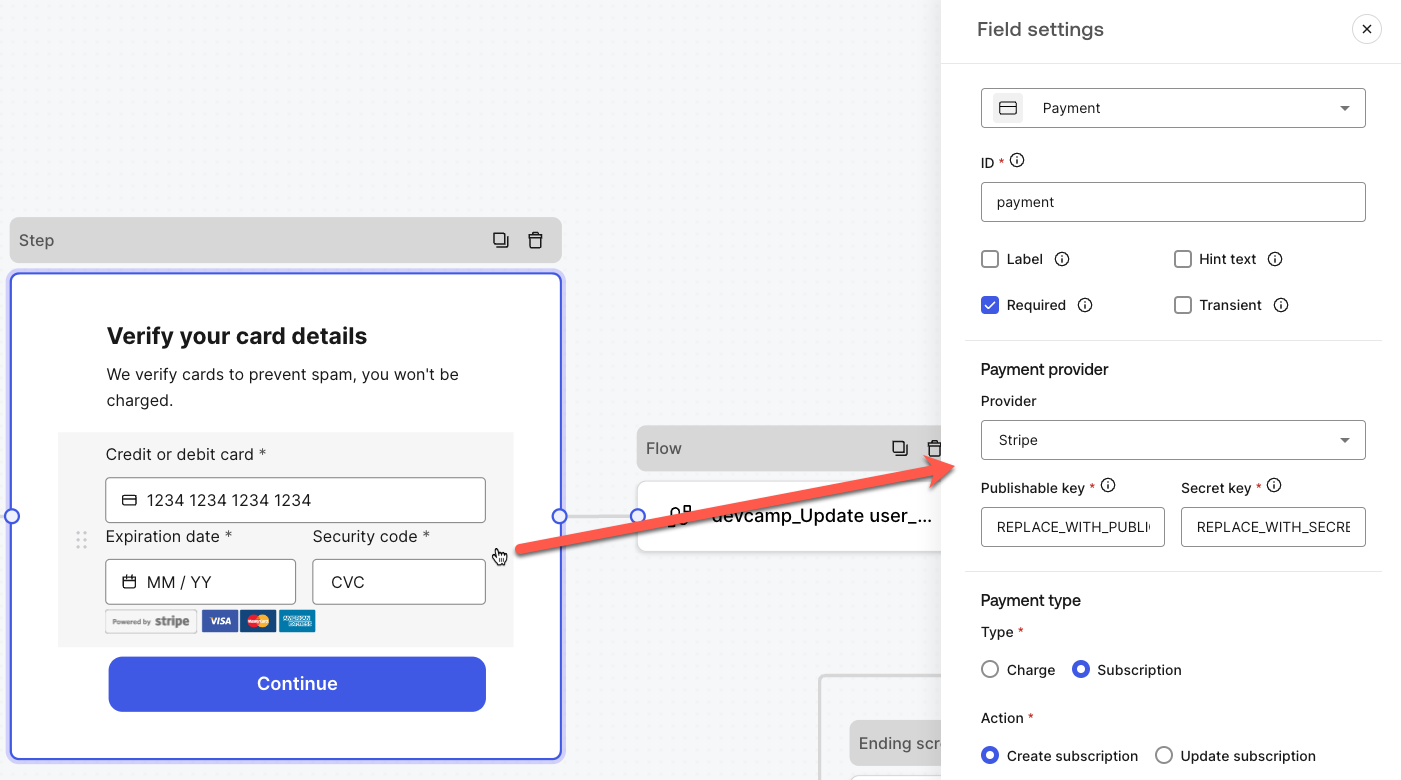 Step
Verify your card details
We verify cards to prevent spam, you won't be
charged.
Credit or debit card *
1234 1234 1234 1234
Expiration date *
Security code *
MM / YY
CVC
Powered by stripe
VISA
MasterCard
AMERICAN EXPRESS
Continue
Flow
devcamp_Update user_...
Ending scr
Field settings
Payment
ID *
payment
Label
Hint text
Required
Transient
Payment provider
Provider
Stripe
Publishable key *
Secret key *
REPLACE_WITH_PUBLI
REPLACE_WITH_SECRE
Payment type
Type *
Charge
Subscription
Action *
Create subscription
Update subscription